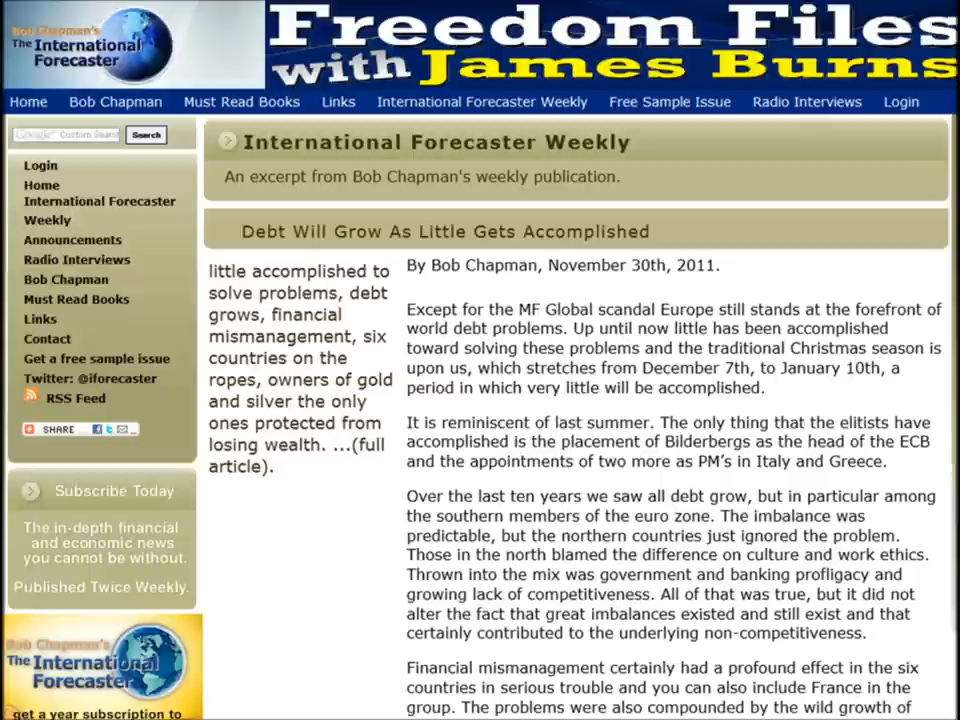 Bob Chapman's
The International
Forecaster
Freedom Files
with James Burns
Home Bob Chapman Must Read Books Links International Forecaster Weekly Free Sample Issue Radio Interviews Login
Google Custom Search Search
Login
Home
International Forecaster
Weekly
Announcements
Radio Interviews
Bob Chapman
Must Read Books
Links
Contact
Get a free sample issue
Twitter: @iforecaster
RSS Feed
SHARE
Subscribe Today
The in-depth financial
and economic news
you cannot be without.
Published Twice Weekly.
Bob Chapman's
The International
Forecaster
get a year subscription to
International Forecaster Weekly
An excerpt from Bob Chapman's weekly publication.
Debt Will Grow As Little Gets Accomplished
little accomplished to
solve problems, debt
grows, financial
mismanagement, six
countries on the
ropes, owners of gold
and silver the only
ones protected from
losing wealth. ...(full
article).
By Bob Chapman, November 30th, 2011.
Except for the MF Global scandal Europe still stands at the forefront of
world debt problems. Up until now little has been accomplished
toward solving these problems and the traditional Christmas season is
upon us, which stretches from December 7th, to January 10th, a
period in which very little will be accomplished.
It is reminiscent of last summer. The only thing that the elitists have
accomplished is the placement of Bilderbergs as the head of the ECB
and the appointments of two more as PM's in Italy and Greece.
Over the last ten years we saw all debt grow, but in particular among
the southern members of the euro zone. The imbalance was
predictable, but the northern countries just ignored the problem.
Those in the north blamed the difference on culture and work ethics.
Thrown into the mix was government and banking profligacy and
growing lack of competitiveness. All of that was true, but it did not
alter the fact that great imbalances existed and still exist and that
certainly contributed to the underlying non-competitiveness.
Financial mismanagement certainly had a profound effect in the six
countries in serious trouble and you can also include France in the
group. The problems were also compounded by the wild growth of